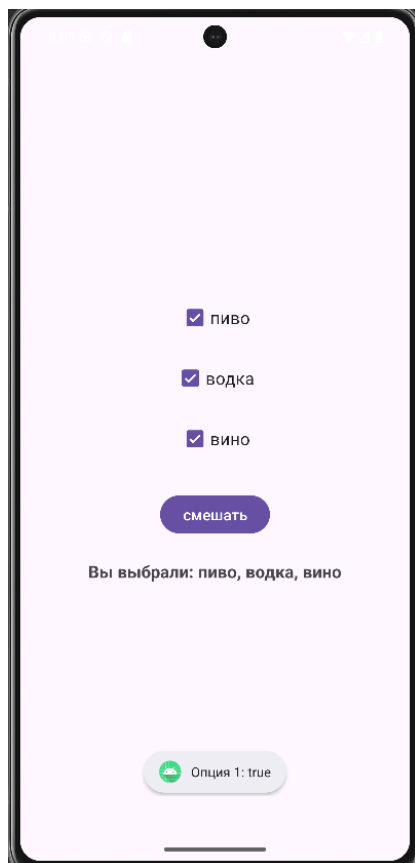 пиво
водка
вино
смешать
Вы выбрали: пиво, водка, вино
Опция 1: true